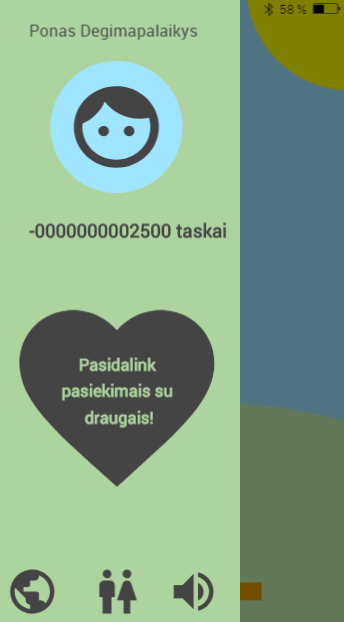 58 %
Ponas Degimapalaikys
-0000000002500 taskai
Pasidalink
pasiekimais su
draugais!